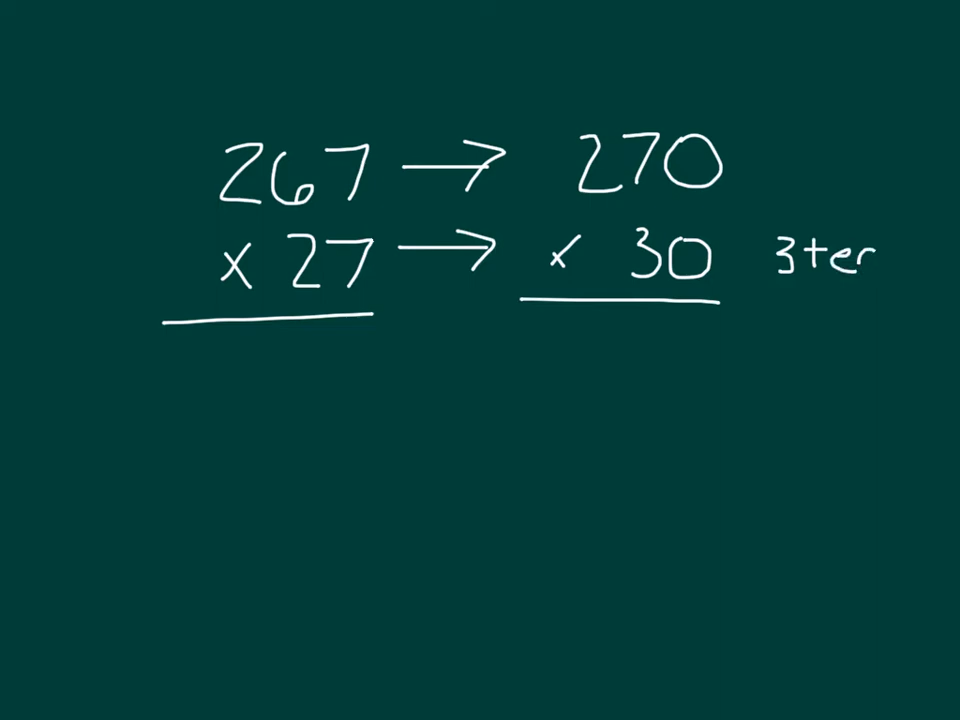 267 → 270
x 27 → x 30 3ter